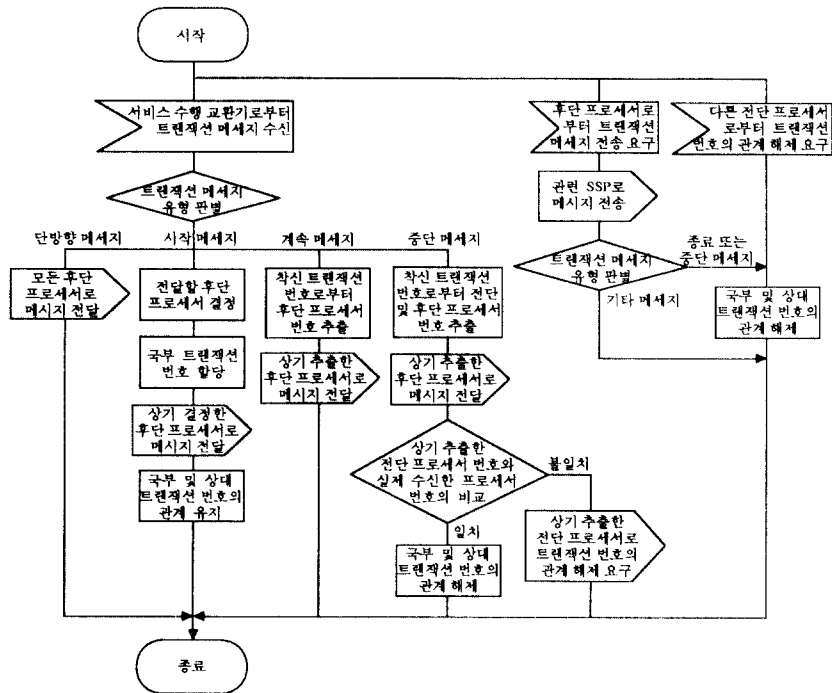 시작
서비스 수행 교환기로부터
트랜잭션 메세지 수신
후단 프로세서로
부터 트랜잭션
메세지 전송 요구
다른 전단 프로세서
로부터 트랜잭션
번호의 관계 해제 요구
트랜잭션 메세지
유형 판별
관련 SSP로
메시지 전송
단방향 메세지
시작 메세지
계속 메세지
중단 메세지
트랜잭션 메세지
유형 판별
종료 또는
중단 메세지
기타 메세지
국부 및 상대
트랜잭션 번호의
관계 해제
모든 후단
프로세서로
메시지 전달
전달할 후단
프로세서 결정
국부 트랜잭션
번호 할당
상기 결정한
후단 프로세서로
메시지 전달
국부 및 상대
트랜잭션 번호의
관계 유지
착신 트랜잭션
번호로부터
후단 프로세서
번호 추출
상기 추출한
후단 프로세서로
메시지 전달
착신 트랜잭션
번호로부터 전단
및 후단 프로세서
번호 추출
상기 추출한
후단 프로세서로
메시지 전달
상기 추출한
전단 프로세서 번호와
실제 수신한 프로세서
번호의 비교
불일치
일치
국부 및 상대
트랜잭션 번호의
관계 해제
상기 추출한
전단 프로세서로
트랜잭션 번호의
관계 해제 요구
종료